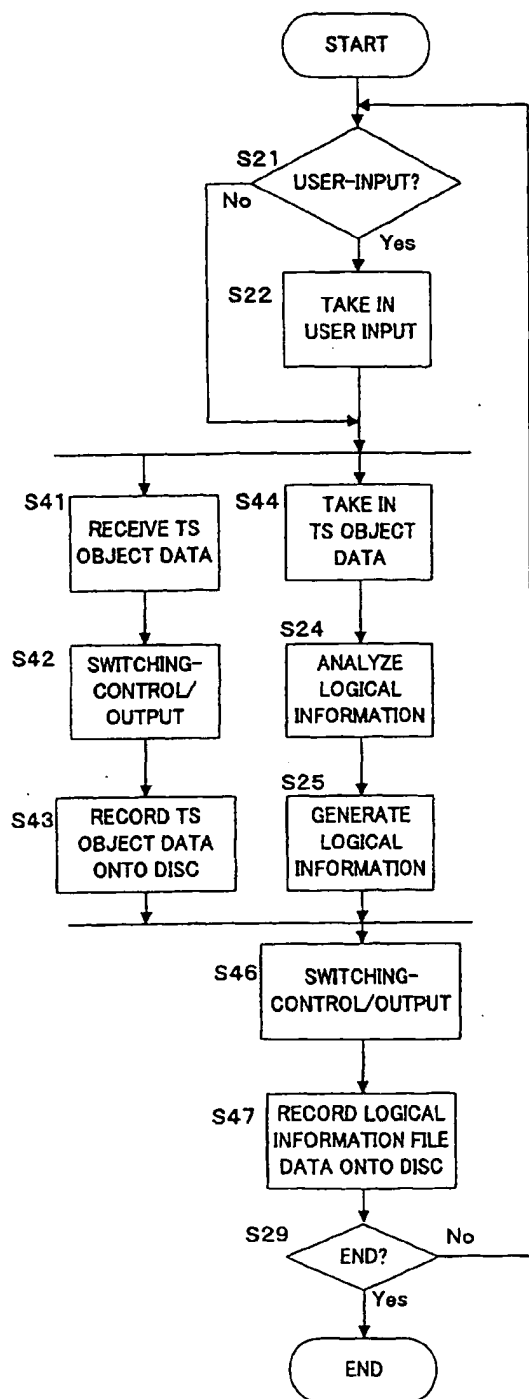 START
S21
USER-INPUT?
No
Yes
S22
TAKE IN
USER INPUT
S41
RECEIVE TS
OBJECT DATA
S44
TAKE IN
TS OBJECT
DATA
S42
SWITCHING-
CONTROL/
OUTPUT
S24
ANALYZE
LOGICAL
INFORMATION
S43
RECORD TS
OBJECT DATA
ONTO DISC
S25
GENERATE
LOGICAL
INFORMATION
S46
SWITCHING-
CONTROL/OUTPUT
S47
RECORD LOGICAL
INFORMATION FILE
DATA ONTO DISC
S29
END?
No
Yes
END